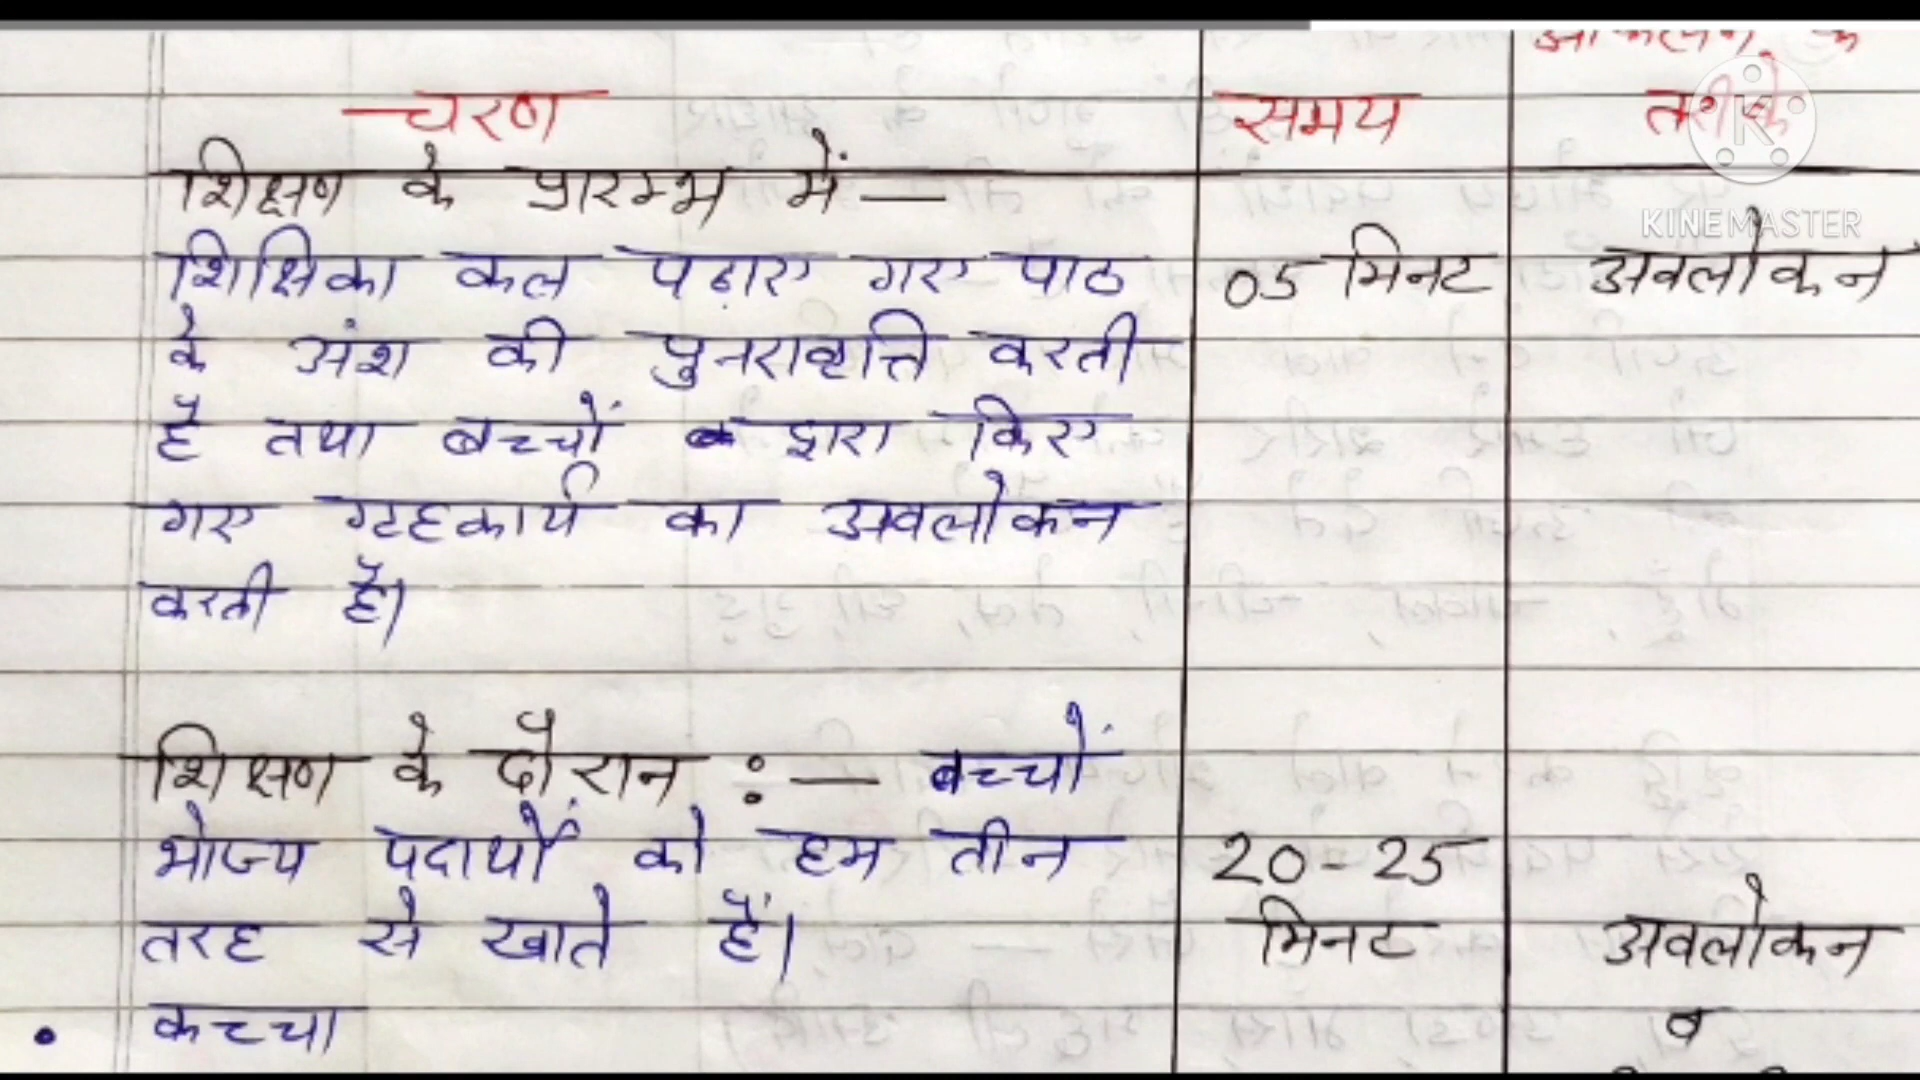 आकलन के
चरण समय तरीके
शिक्षण के प्रारम्भ में —
KINEMASTER
शिक्षिका कल पढ़ाए गए पाठ 05 मिनट अवलोकन
के अंश की पुनरावृत्ति करती
है तथा बच्चों के द्वारा किए
गए गृहकार्य का अवलोकन
करती है।
शिक्षण के दौरान :— बच्चों
भोज्य पदार्थों को हम तीन 20-25
तरह से खाते हैं। मिनट अवलोकन
• कच्चा व